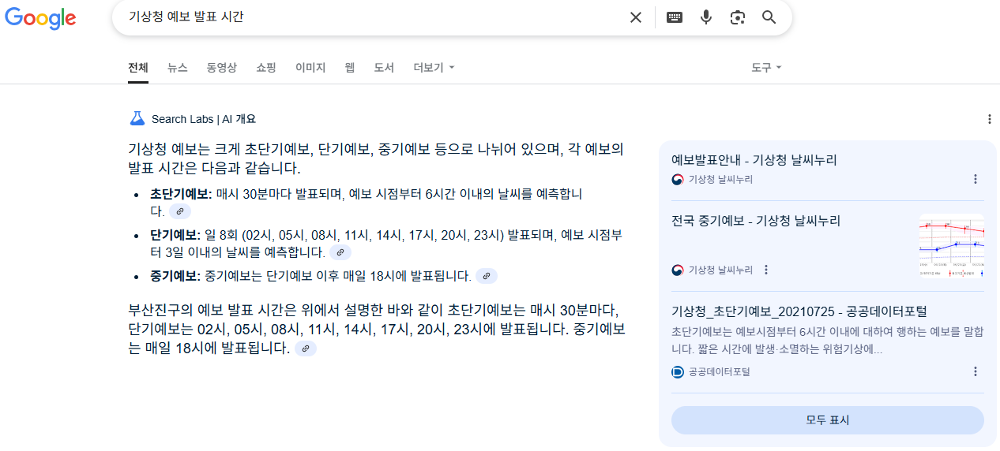 Google
기상청 예보 발표 시간
전체 뉴스 동영상 쇼핑 이미지 웹 도서 더보기 도구
Search Labs | AI 개요
기상청 예보는 크게 초단기예보, 단기예보, 중기예보 등으로 나뉘어 있으며, 각 예보의
발표 시간은 다음과 같습니다.
• 초단기예보: 매시 30분마다 발표되며, 예보 시점부터 6시간 이내의 날씨를 예측합니
다.
• 단기예보: 일 8회 (02시, 05시, 08시, 11시, 14시, 17시, 20시, 23시) 발표되며, 예보 시점부
터 3일 이내의 날씨를 예측합니다.
• 중기예보: 중기예보는 단기예보 이후 매일 18시에 발표됩니다.
부산진구의 예보 발표 시간은 위에서 설명한 바와 같이 초단기예보는 매시 30분마다,
단기예보는 02시, 05시, 08시, 11시, 14시, 17시, 20시, 23시에 발표됩니다. 중기예보
는 매일 18시에 발표됩니다.
예보발표안내 - 기상청 날씨누리
기상청 날씨누리
전국 중기예보 - 기상청 날씨누리
기상청 날씨누리
기상청_초단기예보_20210725 - 공공데이터포털
초단기예보는 예보시점부터 6시간 이내에 대하여 행하는 예보를 말합
니다. 짧은 시간에 발생·소멸하는 위험기상에...
공공데이터포털
모두 표시